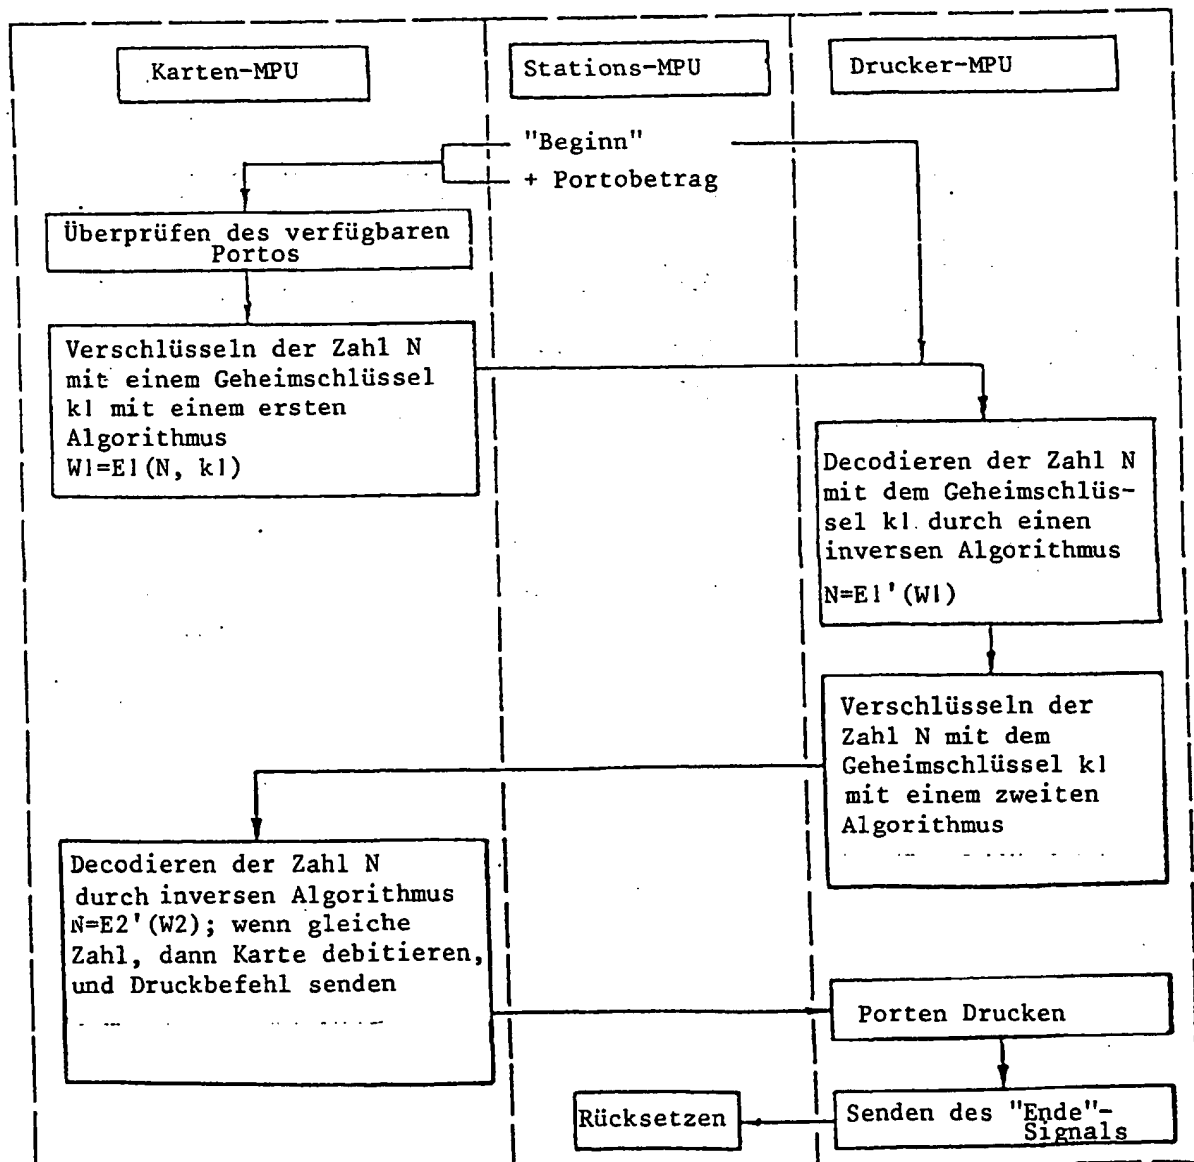 Karten-MPU
Stations-MPU
Drucker-MPU
"Beginn"
+ Portobetrag
Überprüfen des verfügbaren
Portos
Verschlüsseln der Zahl N
mit einem Geheimschlüssel
k1 mit einem ersten
Algorithmus
W1=E1(N, k1)
Decodieren der Zahl N
mit dem Geheimschlüs-
sel k1 durch einen
inversen Algorithmus
N=E1'(W1)
Verschlüsseln der
Zahl N mit dem
Geheimschlüssel k1
mit einem zweiten
Algorithmus
Decodieren der Zahl N
durch inversen Algorithmus
N=E2'(W2); wenn gleiche
Zahl, dann Karte debitieren,
und Druckbefehl senden
Porten Drucken
Senden des "Ende"-
Signals
Rücksetzen